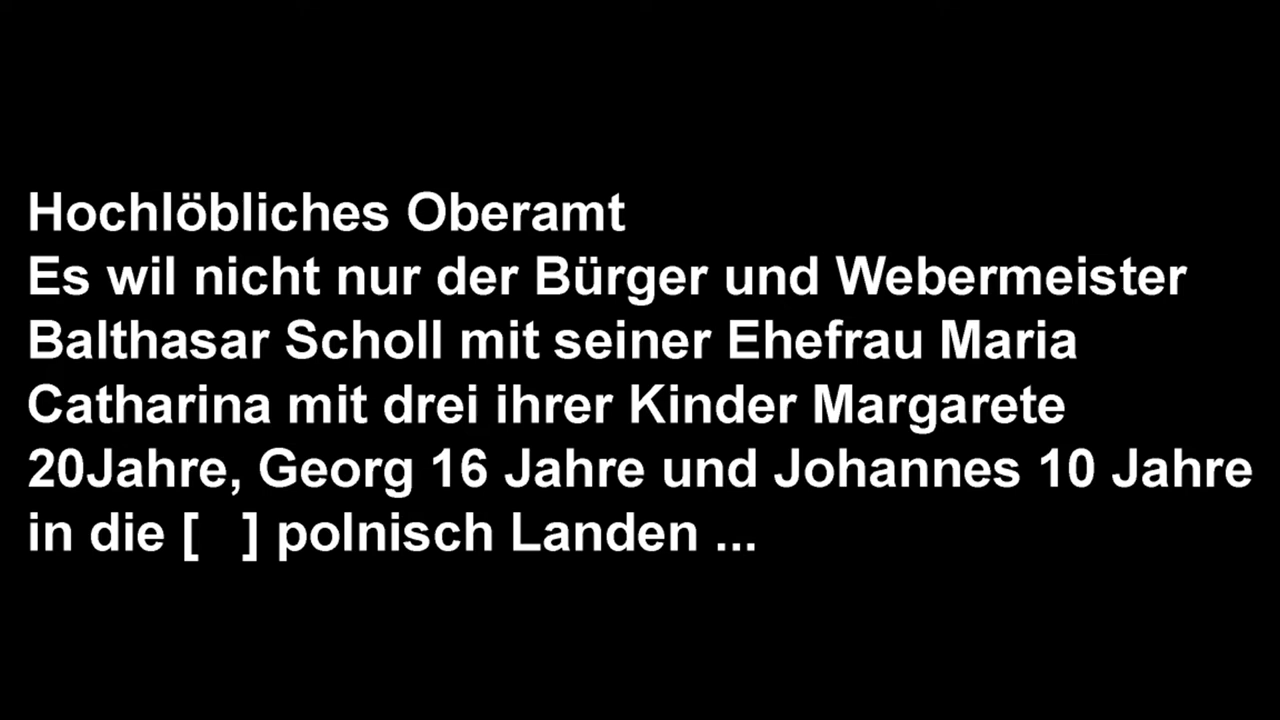 Hochlöbliches Oberamt
Es wil nicht nur der Bürger und Webermeister
Balthasar Scholl mit seiner Ehefrau Maria
Catharina mit drei ihrer Kinder Margarete
20Jahre, Georg 16 Jahre und Johannes 10 Jahre
in die [   ] polnisch Landen ...